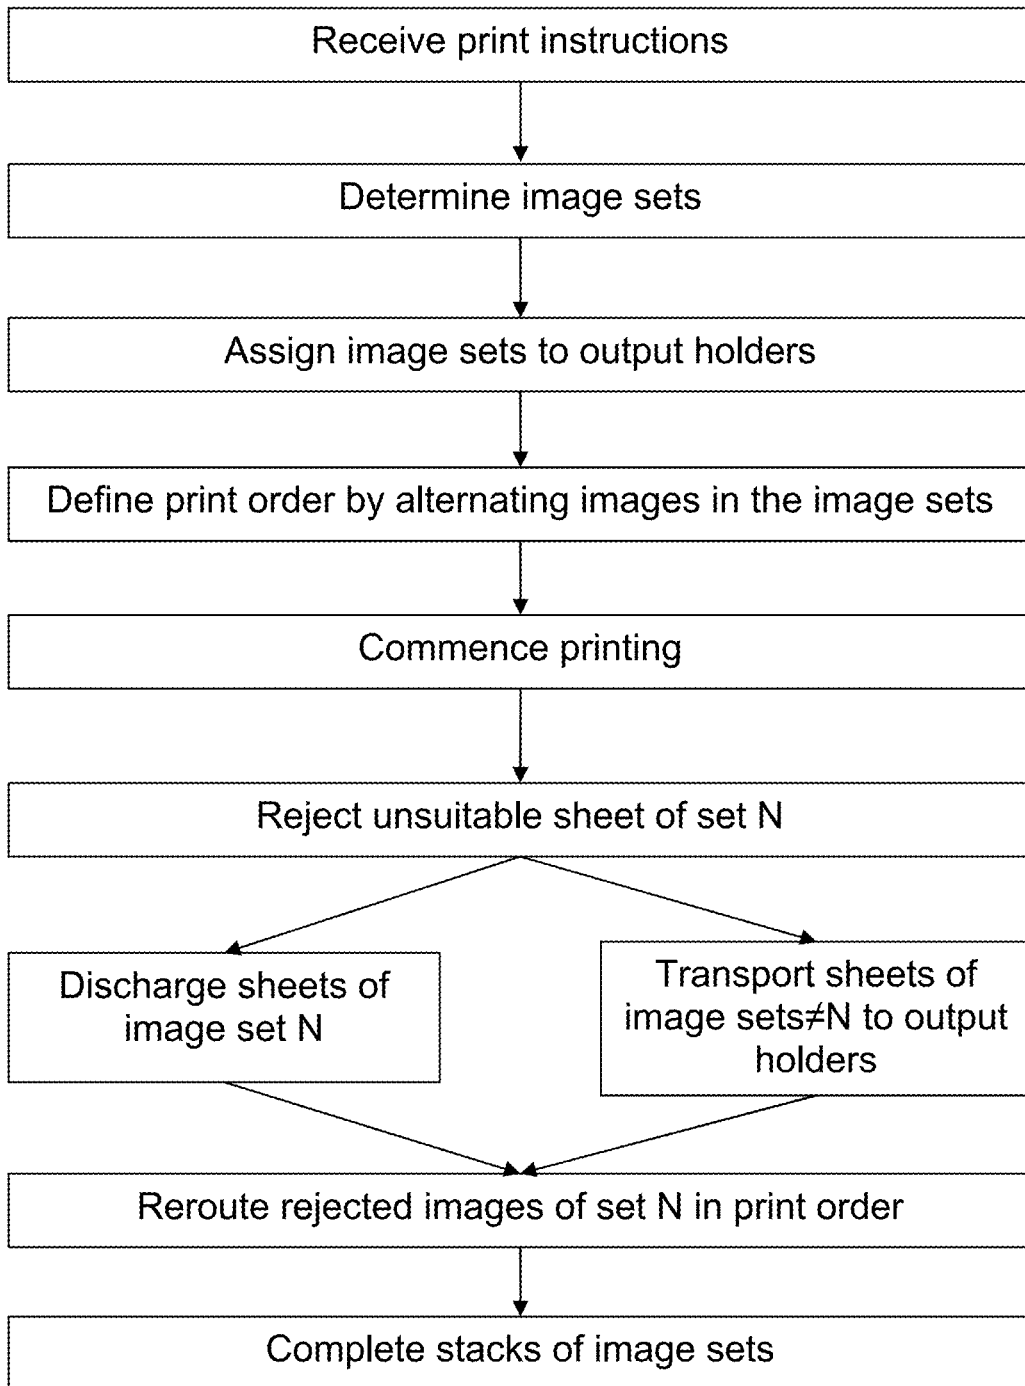 Receive print instructions
Determine image sets
Assign image sets to output holders
Define print order by alternating images in the image sets
Commence printing
Reject unsuitable sheet of set N
Discharge sheets of
image set N
Transport sheets of
image sets≠N to output
holders
Reroute rejected images of set N in print order
Complete stacks of image sets